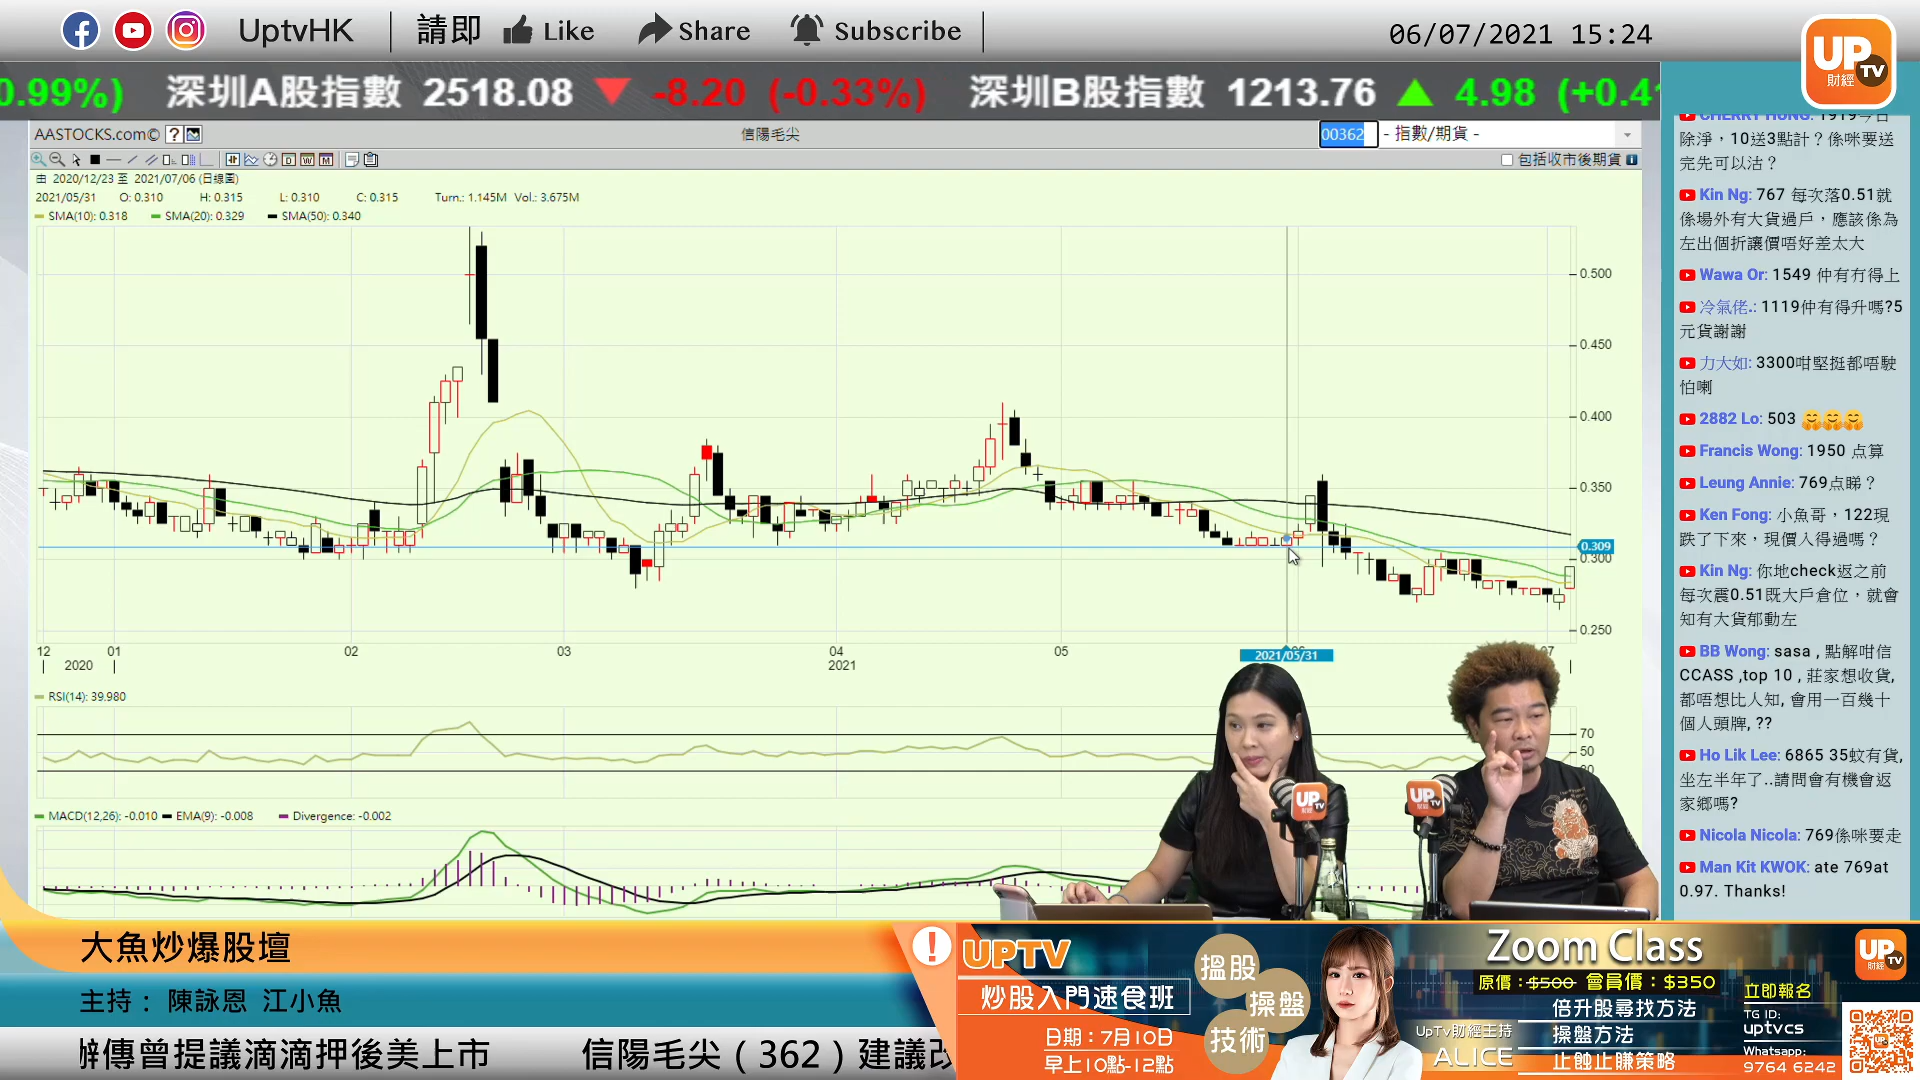 UptvHK
請即
Like
Share
Subscribe
06/07/2021 15:24
UP TV 財經
0.99%)
深圳A股指數 2518.08 ▼ -8.20 (-0.33%)
深圳B股指數 1213.76 ▲ 4.98
AASTOCKS.com©
信陽毛尖
00362
- 指數/期貨 -
包括收市後期貨
由 2020/12/23 至 2021/07/06 (日線圖)
2021/05/31 O: 0.310 H: 0.315 L: 0.310 C: 0.315 Turn.: 1.145M Vol.: 3.675M
SMA(10): 0.318 SMA(20): 0.329 SMA(50): 0.340
0.500
0.450
0.400
0.350
0.309
0.300
0.250
12 01 02 03 04 05 2021/05/31 07
2020 2021
RSI(14): 39.980
70
50
MACD(12,26): -0.010 EMA(9): -0.008 Divergence: -0.002
CHERRY HUNG: 1919今日
除淨，10送3點計？係咪要送
完先可以沽？
Kin Ng: 767 每次落0.51就
係場外有大貨過戶，應該係為
左出個折讓價唔好差太大
Wawa Or: 1549 仲有冇得上
冷氣佬.: 1119仲有得升嗎?5
元貨謝謝
力大如: 3300咁堅挺都唔駛
怕喇
2882 Lo: 503 🤗🤗🤗
Francis Wong: 1950 点算
Leung Annie: 769点睇？
Ken Fong: 小魚哥，122現
跌了下來，現價入得過嗎？
Kin Ng: 你地check返之前
每次震0.51既大戶倉位，就會
知有大貨郁動左
BB Wong: sasa , 點解咁信
CCASS ,top 10 , 莊家想收貨,
都唔想比人知, 會用一百幾十
個人頭牌, ??
Ho Lik Lee: 6865 35蚊有貨,
坐左半年了..請問會有機會返
家鄉嗎?
Nicola Nicola: 769係咪要走
Man Kit KWOK: ate 769at
0.97. Thanks!
UP TV
UP TV
大魚炒爆股壇
主持： 陳詠恩 江小魚
傳曾提議滴滴押後美上市
信陽毛尖（362）建議
UPTV
炒股入門速食班
日期：7月10日
早上10點-12點
搵股
操盤
技術
UpTV財經主持
ALICE
Zoom Class
原價：$500 會員價：$350
倍升股尋找方法
操盤方法
止蝕止賺策略
UP TV 財經
立即報名
TG ID:
uptvcs
Whatsapp:
9764 6242